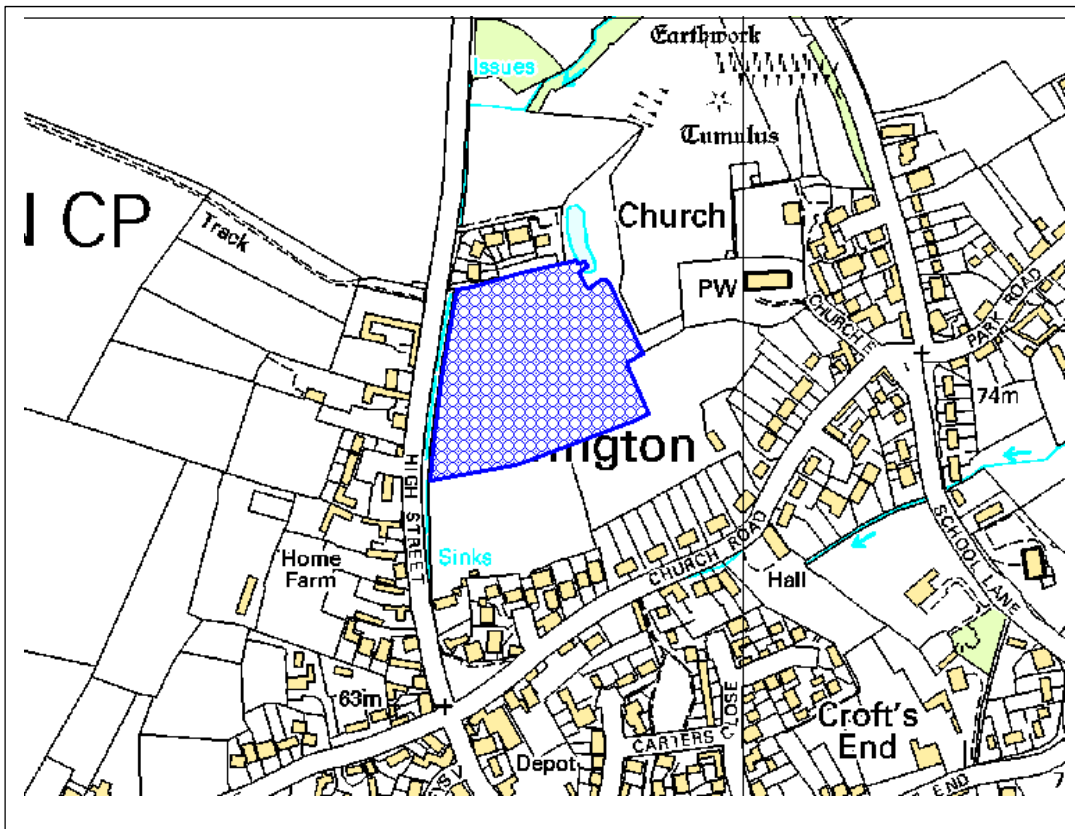 Earthwork
Issues
Tumulus
CP
Church
Track
PW
PARK ROAD
74m
HIGH STREET
ington
CHURCH ROAD
Sinks
Home
Farm
Hall
SCHOOL LANE
63m
Croft's
End
CARTERS CLOSE
Depot
END
7